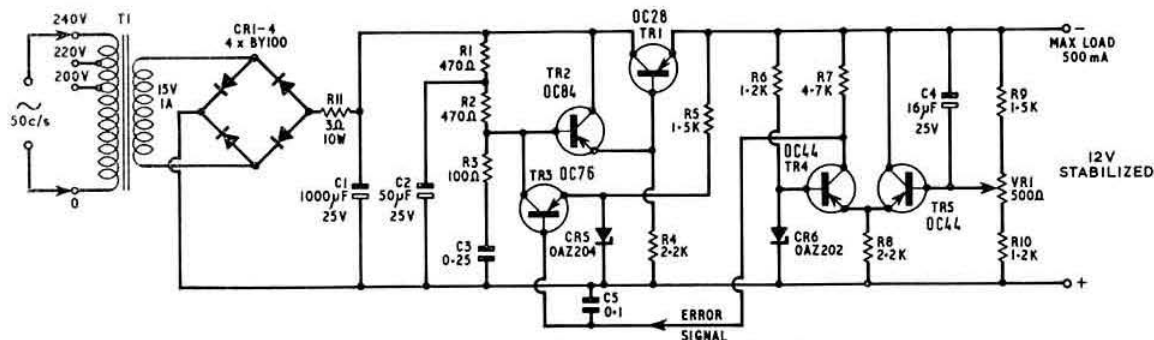 240V
T1
220V
200V
50c/s
0
15V
1A
CR1-4
4 x BY100
R11
3Ω
10W
C1
1000µF
25V
C2
50µF
25V
R1
470Ω
R2
470Ω
R3
100Ω
C3
0·25
TR2
OC84
TR3
OC76
OC28
TR1
CR5
OAZ204
R4
2·2K
R5
1·5K
C5
0·1
ERROR
SIGNAL
R6
1·2K
R7
4·7K
OC44
TR4
CR6
OAZ202
R8
2·2K
TR5
OC44
C4
16µF
25V
R9
1·5K
VR1
500Ω
R10
1·2K
−
MAX LOAD
500mA
12V
STABILIZED
+